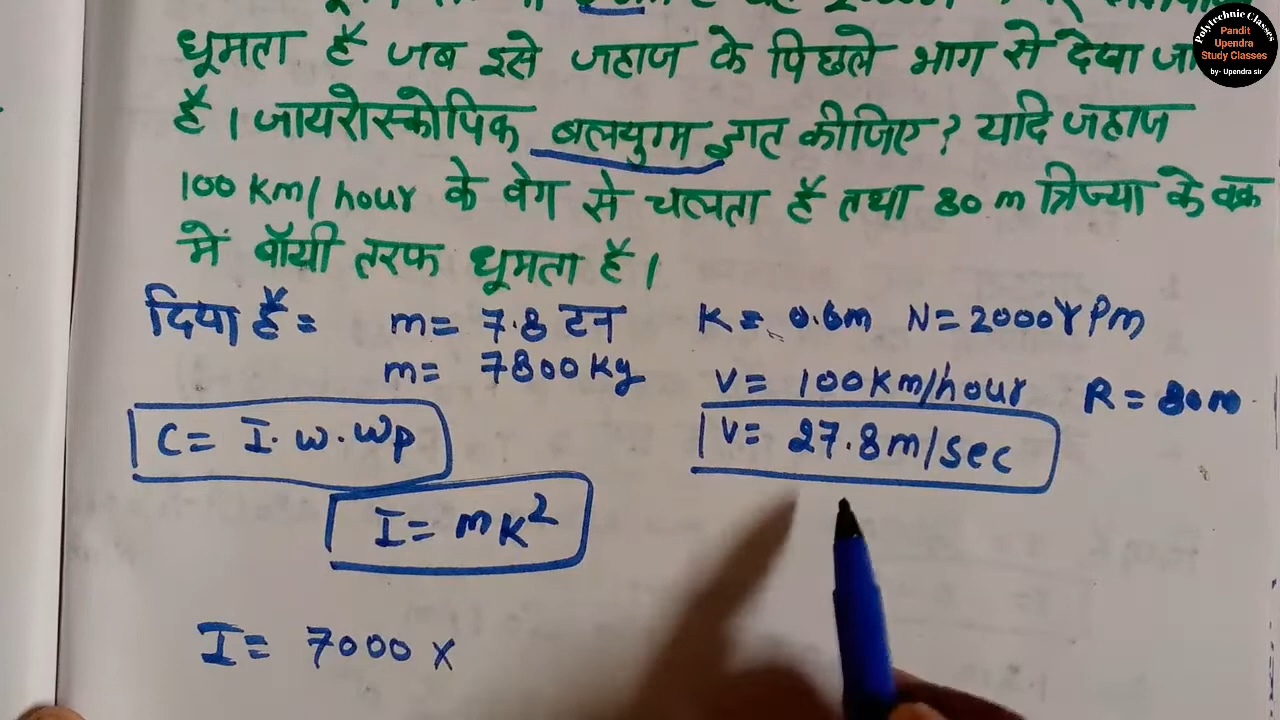 धूमता है जब इसे जहाज के पिछले भाग से देखा जा
है। जायरोस्कोपिक बलयुग्म ज्ञात कीजिए? यदि जहाज
100 Km/hour के वेग से चलता है तथा 80 m त्रिज्या के वक्र
में बाॅयी तरफ धूमता है।
दिया है = m = 7.8 टन K = 0.6m N = 2000 rPm
m = 7800 Kg V = 100 Km/hour R = 80m
C = I. ω. ωp V = 27.8 m/sec
I = mK²
I = 7000 ×
Polytechnic Classes
Pandit
Upendra
Study Classes
by- Upendra sir